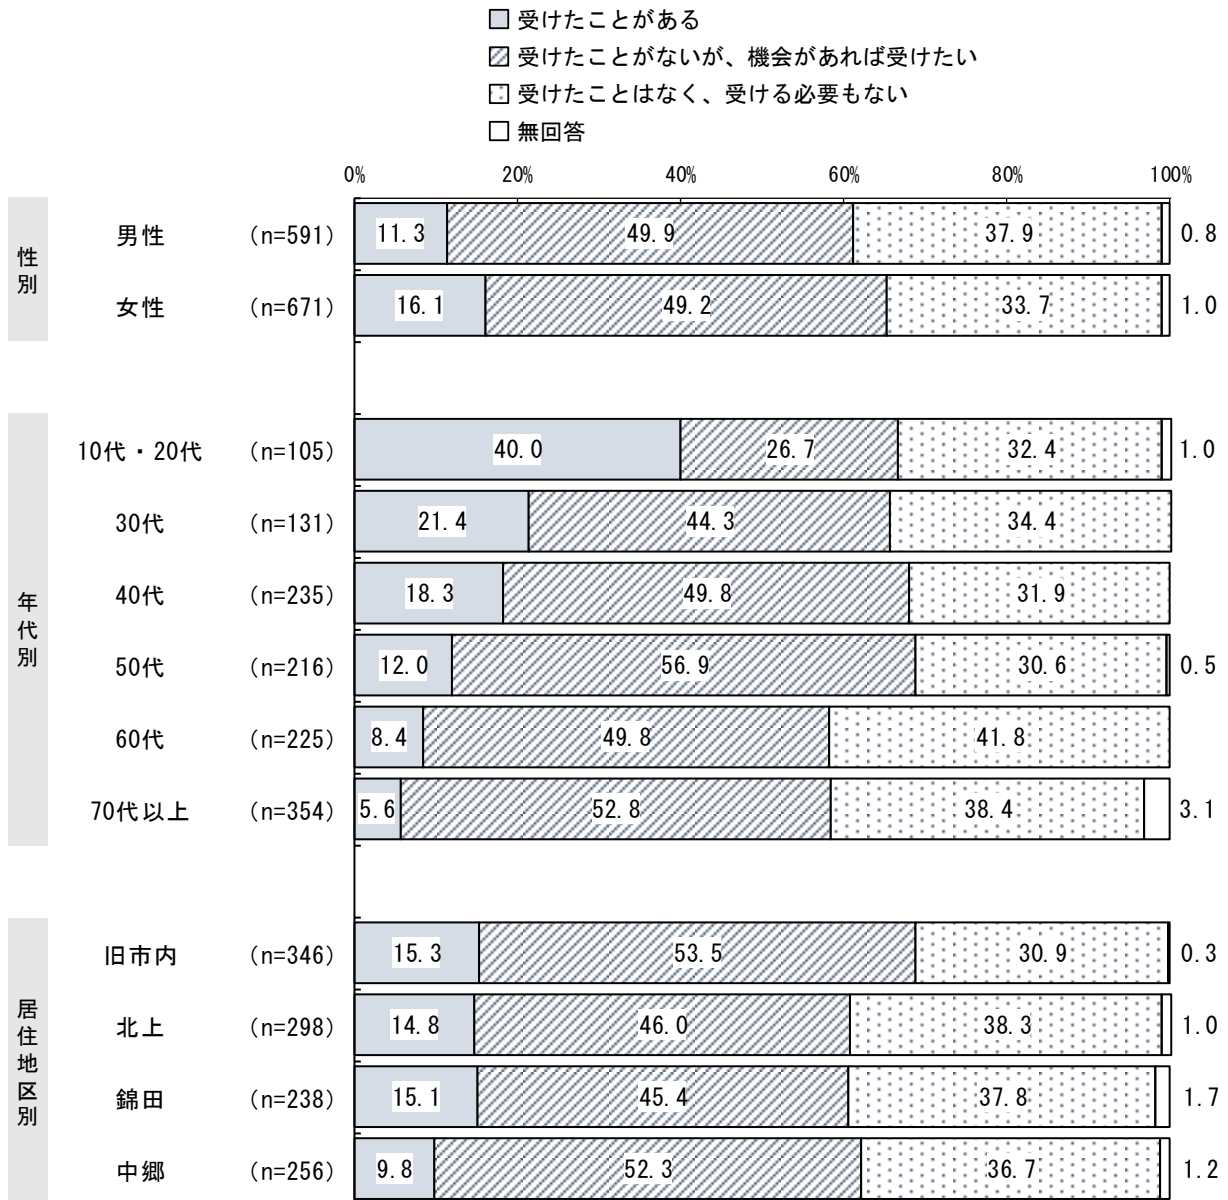 受けたことがある
受けたことがないが、機会があれば受けたい
受けたことはなく、受ける必要もない
無回答
0% 20% 40% 60% 80% 100%
性別
男性 (n=591) 11.3 49.9 37.9 0.8
女性 (n=671) 16.1 49.2 33.7 1.0
年代別
10代・20代 (n=105) 40.0 26.7 32.4 1.0
30代 (n=131) 21.4 44.3 34.4
40代 (n=235) 18.3 49.8 31.9
50代 (n=216) 12.0 56.9 30.6 0.5
60代 (n=225) 8.4 49.8 41.8
70代以上 (n=354) 5.6 52.8 38.4 3.1
居住地区別
旧市内 (n=346) 15.3 53.5 30.9 0.3
北上 (n=298) 14.8 46.0 38.3 1.0
錦田 (n=238) 15.1 45.4 37.8 1.7
中郷 (n=256) 9.8 52.3 36.7 1.2